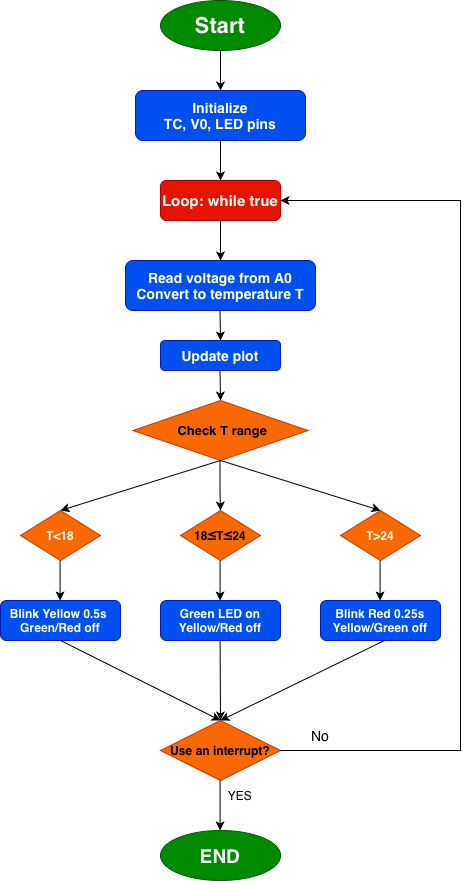 Start
Initialize
TC, V0, LED pins
Loop: while true
Read voltage from A0
Convert to temperature T
Update plot
Check T range
T<18
18≤T≤24
T>24
Blink Yellow 0.5s
Green/Red off
Green LED on
Yellow/Red off
Blink Red 0.25s
Yellow/Green off
Use an interrupt?
No
YES
END